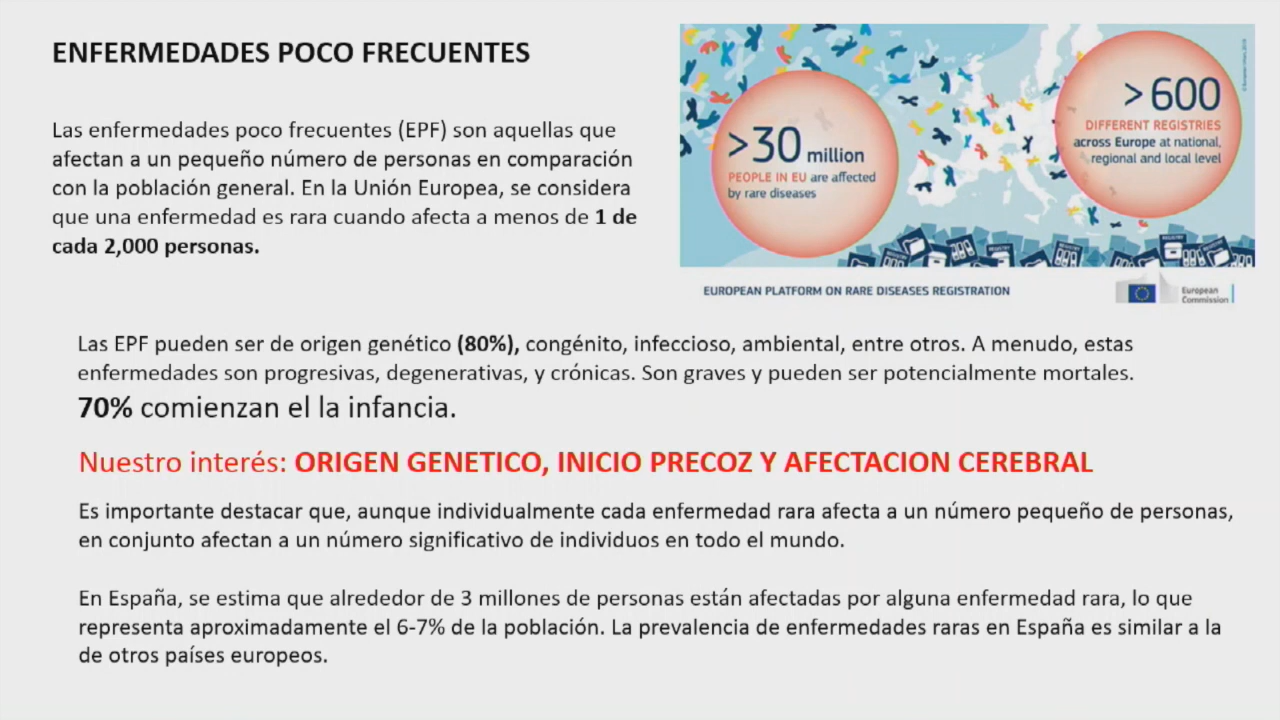 ENFERMEDADES POCO FRECUENTES
Las enfermedades poco frecuentes (EPF) son aquellas que
afectan a un pequeño número de personas en comparación
con la población general. En la Unión Europea, se considera
que una enfermedad es rara cuando afecta a menos de 1 de
cada 2,000 personas.
>30 million
PEOPLE IN EU are affected
by rare diseases
>600
DIFFERENT REGISTRIES
across Europe at national,
regional and local level
EUROPEAN PLATFORM ON RARE DISEASES REGISTRATION
European
Commission
Las EPF pueden ser de origen genético (80%), congénito, infeccioso, ambiental, entre otros. A menudo, estas
enfermedades son progresivas, degenerativas, y crónicas. Son graves y pueden ser potencialmente mortales.
70% comienzan el la infancia.
Nuestro interés: ORIGEN GENETICO, INICIO PRECOZ Y AFECTACION CEREBRAL
Es importante destacar que, aunque individualmente cada enfermedad rara afecta a un número pequeño de personas,
en conjunto afectan a un número significativo de individuos en todo el mundo.
En España, se estima que alrededor de 3 millones de personas están afectadas por alguna enfermedad rara, lo que
representa aproximadamente el 6-7% de la población. La prevalencia de enfermedades raras en España es similar a la
de otros países europeos.